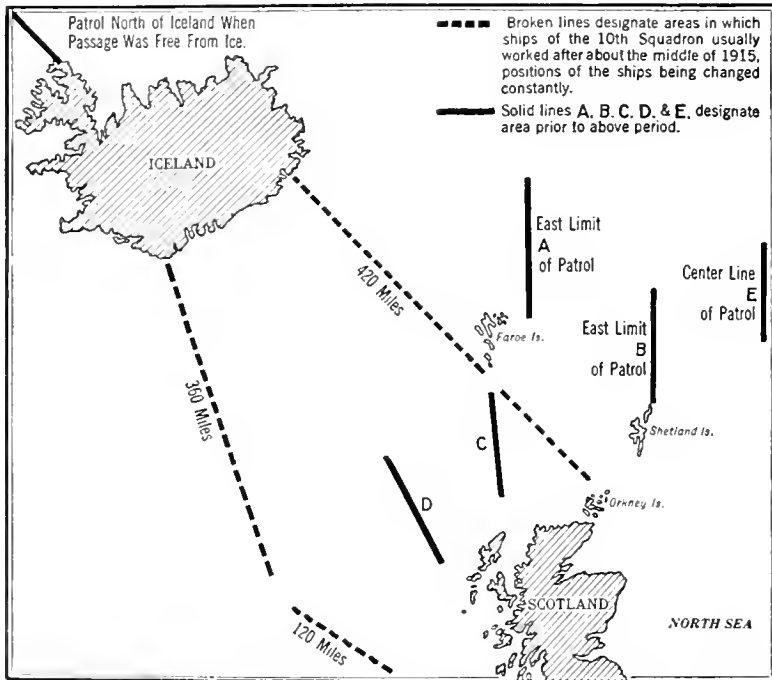 Patrol North of Iceland When
Passage Was Free From Ice.
Broken lines designate areas in which
ships of the 10th Squadron usually
worked after about the middle of 1915,
positions of the ships being changed
constantly.
Solid lines A. B. C. D. & E. designate
area prior to above period.
ICELAND
East Limit
A
of Patrol
Center Line
E
of Patrol
420 Miles
East Limit
B
of Patrol
Faroe Is.
360 Miles
Shetland Is.
C
D
Orkney Is.
SCOTLAND
NORTH SEA
120 Miles